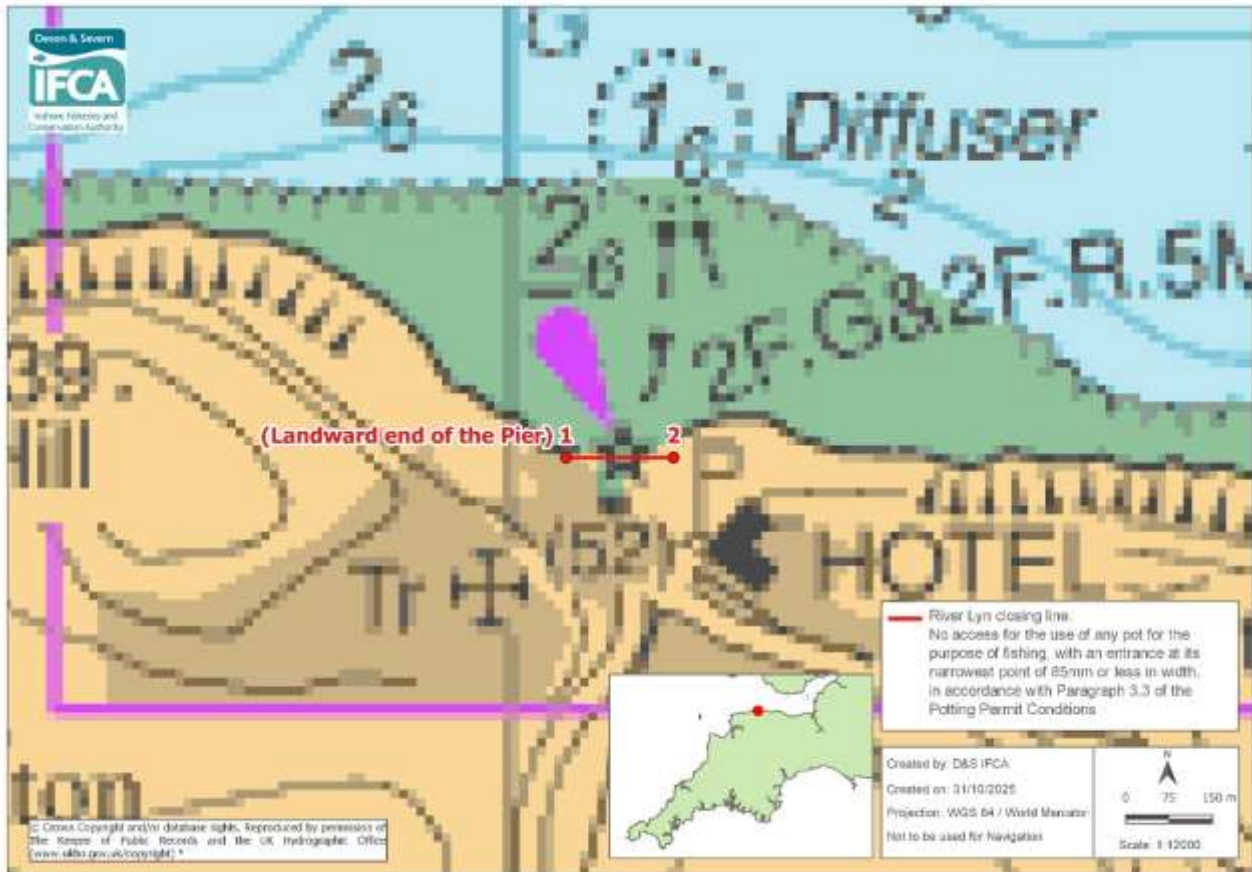 Devon & Severn
IFCA
Inshore Fisheries and
Conservation Authority
2
6
1
6
Diffuser
2
2
6
2F.G&2F.R.5M
39.
Hill
(Landward end of the Pier) 1
2
(52)
HOTEL
Tr
ton
River Lyn closing line.
No access for the use of any pot for the
purpose of fishing, with an entrance at its
narrowest point of 85mm or less in width,
in accordance with Paragraph 3.3 of the
Potting Permit Conditions
Created by: D&S IFCA
Created on: 31/10/2025
Projection: WGS 84 / World Mercator
Not to be used for Navigation
N
0 75 150 m
Scale: 1:12000
© Crown Copyright and/or database rights. Reproduced by permission of
The Keeper of Public Records and the UK Hydrographic Office
(www.ukho.gov.uk/copyright) *